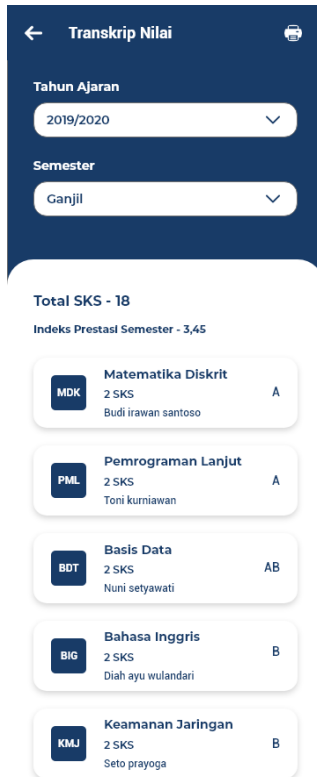 Transkrip Nilai
Tahun Ajaran
2019/2020
Semester
Ganjil
Total SKS - 18
Indeks Prestasi Semester - 3,45
Matematika Diskrit
MDK 2 SKS A
Budi irawan santoso
Pemrograman Lanjut
PML 2 SKS A
Toni kurniawan
Basis Data
BDT 2 SKS AB
Nuni setyawati
Bahasa Inggris
BIG 2 SKS B
Diah ayu wulandari
Keamanan Jaringan
KMJ 2 SKS B
Seto prayoga